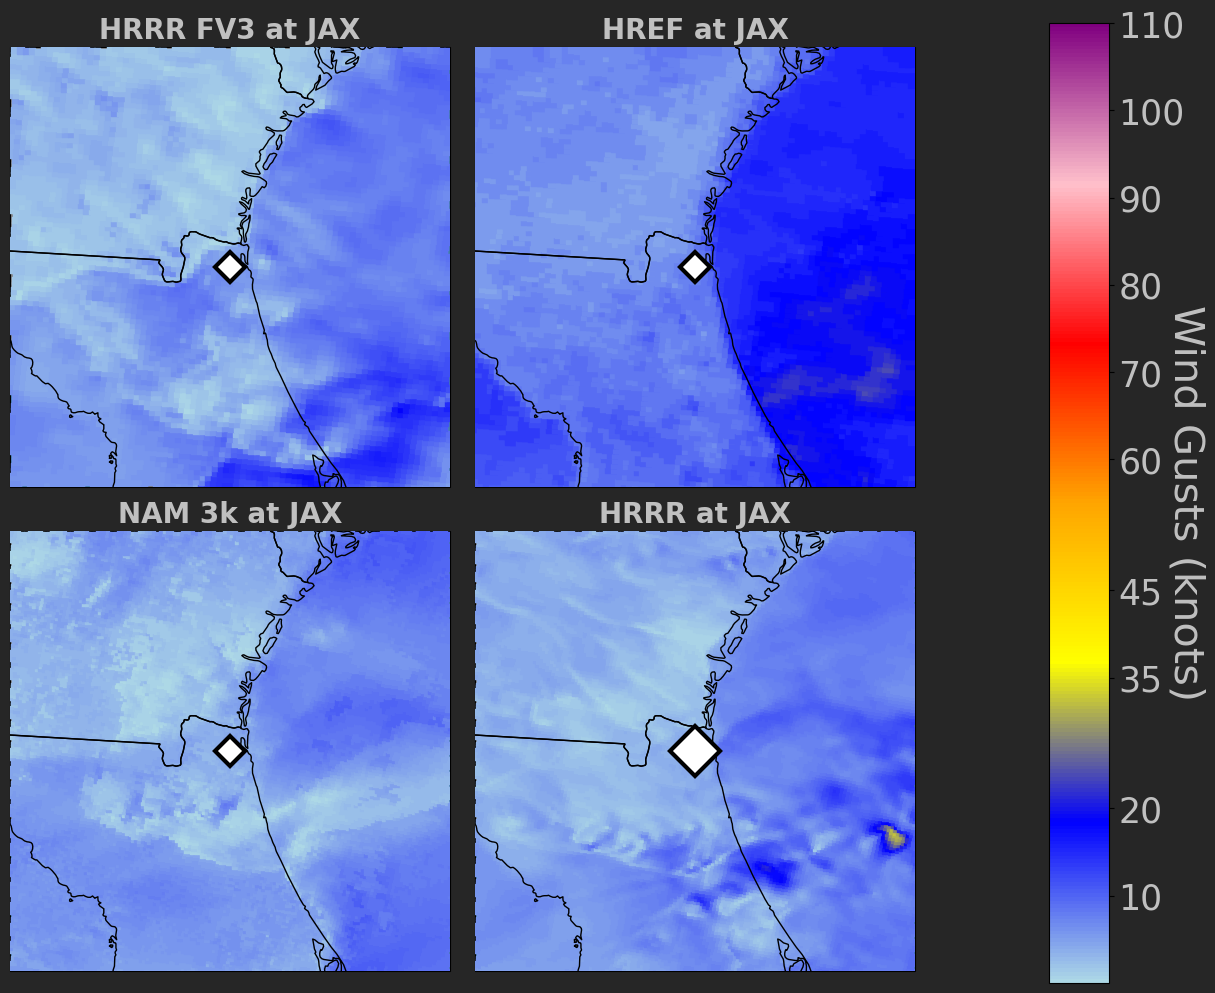 HRRR FV3 at JAX
HREF at JAX
NAM 3k at JAX
HRRR at JAX
110
100
90
80
70
60
45
35
20
10
Wind Gusts (knots)